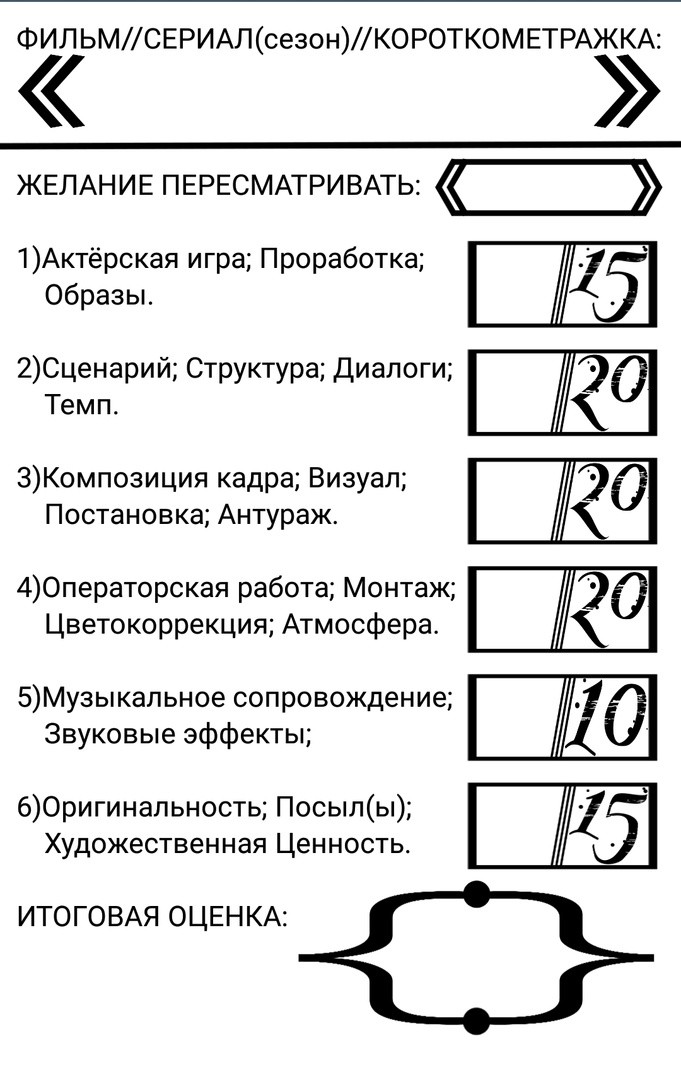 ФИЛЬМ//СЕРИАЛ(сезон)//КОРОТКОМЕТРАЖКА:
ЖЕЛАНИЕ ПЕРЕСМАТРИВАТЬ:
1)Актёрская игра; Проработка;
Образы.
15
2)Сценарий; Структура; Диалоги;
Темп.
20
3)Композиция кадра; Визуал;
Постановка; Антураж.
20
4)Операторская работа; Монтаж;
Цветокоррекция; Атмосфера.
20
5)Музыкальное сопровождение;
Звуковые эффекты;
10
6)Оригинальность; Посыл(ы);
Художественная Ценность.
15
ИТОГОВАЯ ОЦЕНКА: